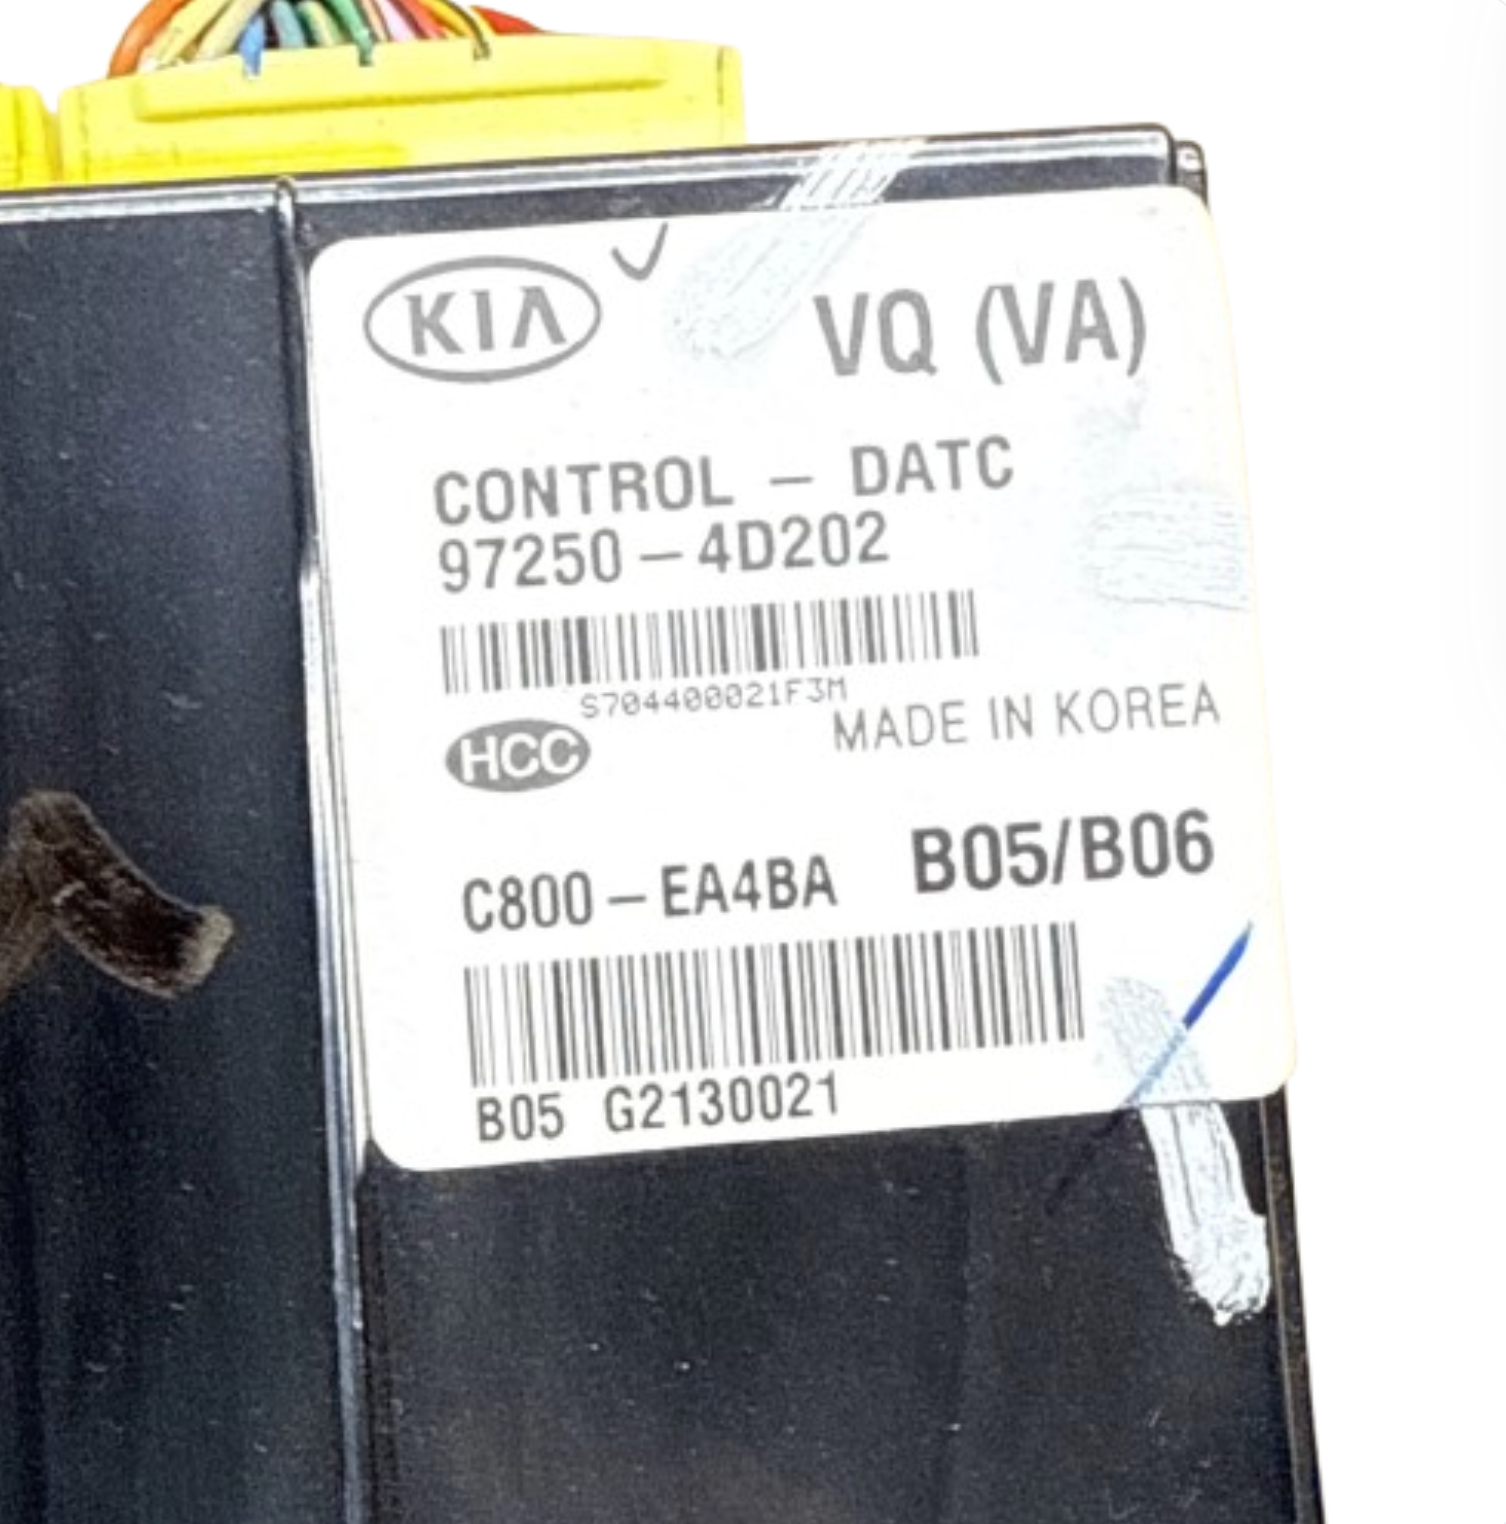 KIA VQ (VA)
CONTROL - DATC
97250-4D202
S704400021F3M
HCC MADE IN KOREA
C800-EA4BA B05/B06
B05 G2130021